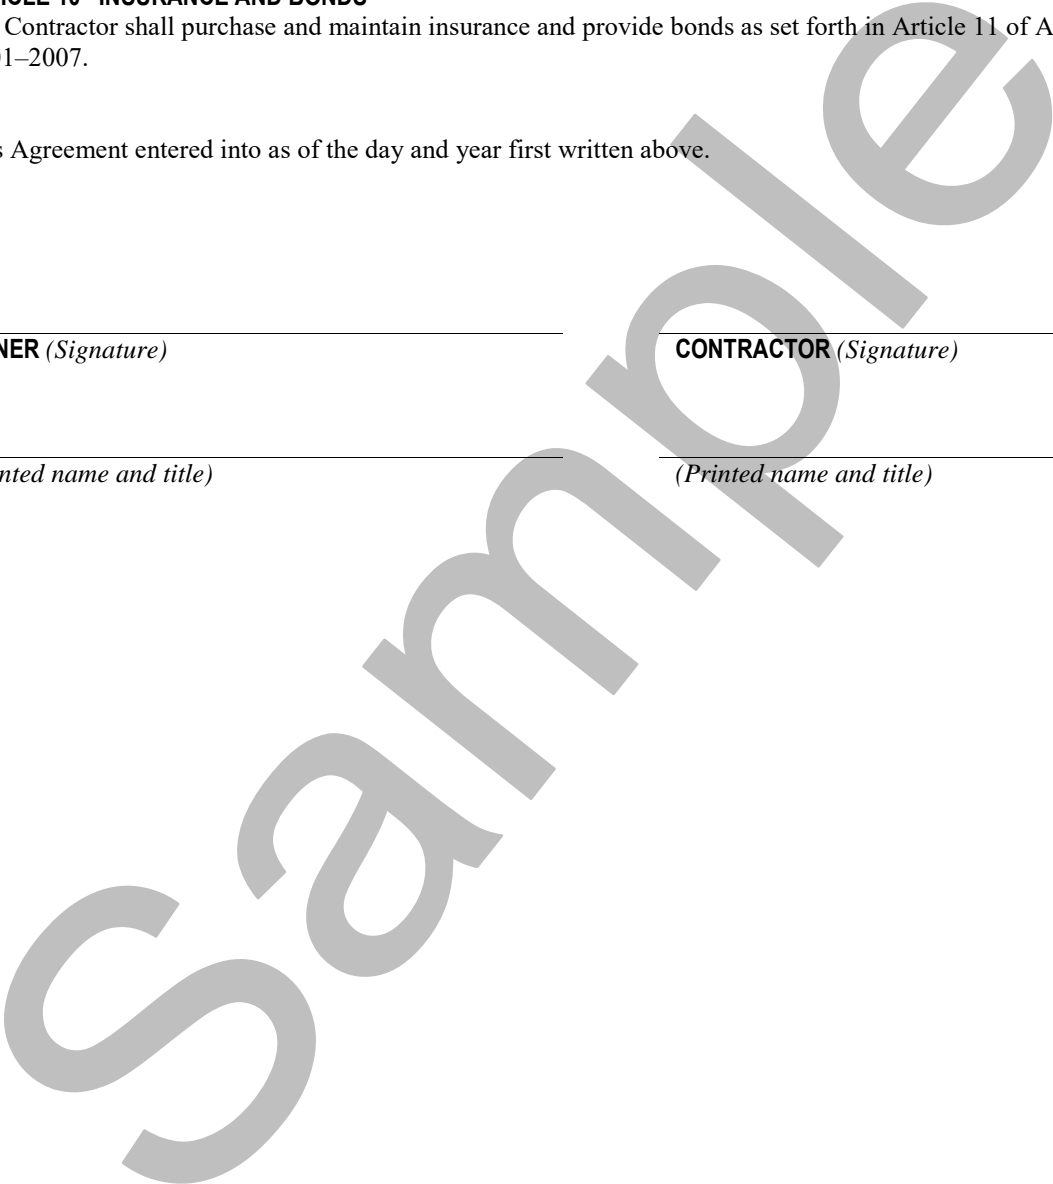 ICLE 10 INSURANCE AND BONDS
Contractor shall purchase and maintain insurance and provide bonds as set forth in Article 11 of A
1–2007.
s Agreement entered into as of the day and year first written above.
NER (Signature)
CONTRACTOR (Signature)
nted name and title)
(Printed name and title)
Sample